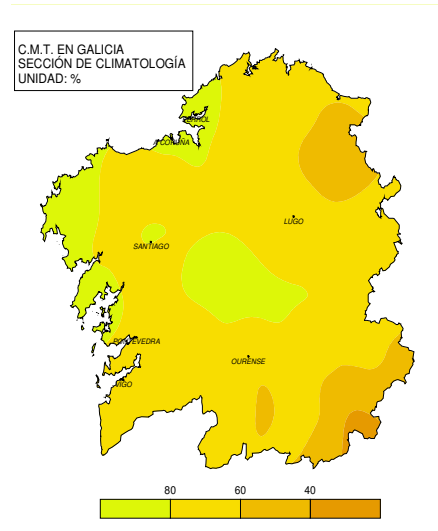 C.M.T. EN GALICIA
SECCIÓN DE CLIMATOLOGÍA
UNIDAD: %
FERROL
A CORUÑA
LUGO
SANTIAGO
PONTEVEDRA
OURENSE
VIGO
80 60 40